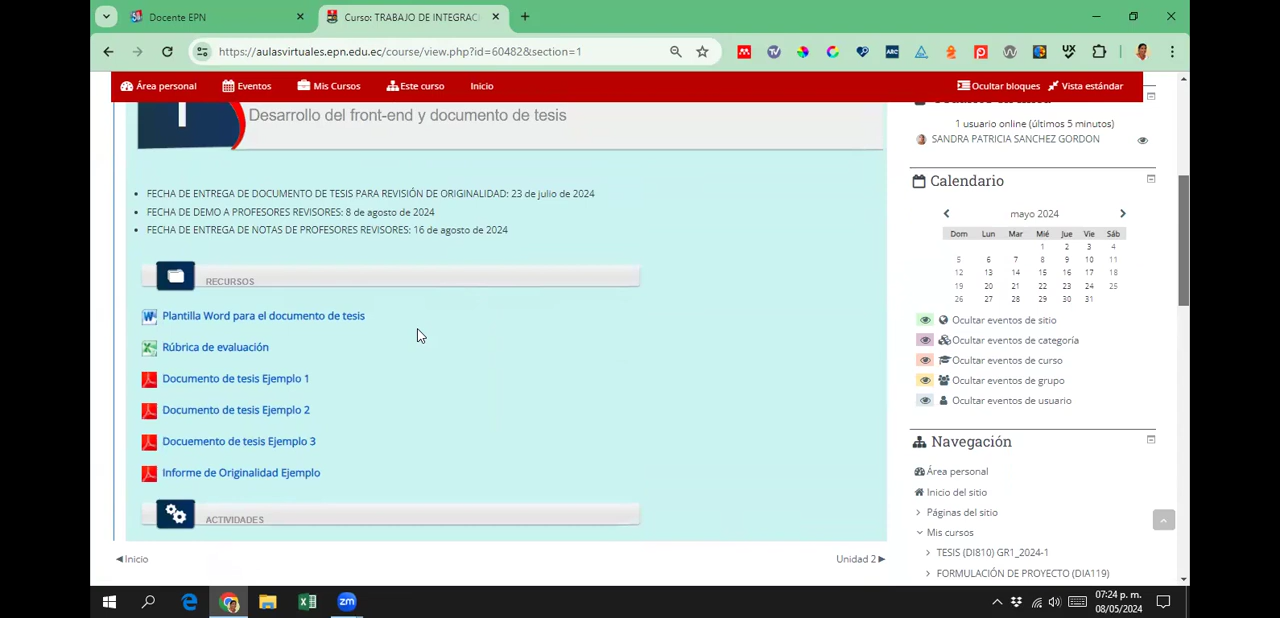 Docente EPN
Curso: TRABAJO DE INTEGRAC
https://aulasvirtuales.epn.edu.ec/course/view.php?id=60482&section=1
Área personal
Eventos
Mis Cursos
Este curso
Inicio
Ocultar bloques
Vista estándar
Desarrollo del front-end y documento de tesis
FECHA DE ENTREGA DE DOCUMENTO DE TESIS PARA REVISIÓN DE ORIGINALIDAD: 23 de julio de 2024
FECHA DE DEMO A PROFESORES REVISORES: 8 de agosto de 2024
FECHA DE ENTREGA DE NOTAS DE PROFESORES REVISORES: 16 de agosto de 2024
RECURSOS
Plantilla Word para el documento de tesis
Rúbrica de evaluación
Documento de tesis Ejemplo 1
Documento de tesis Ejemplo 2
Docuemento de tesis Ejemplo 3
Informe de Originalidad Ejemplo
ACTIVIDADES
Inicio
Unidad 2
1 usuario online (últimos 5 minutos)
SANDRA PATRICIA SANCHEZ GORDON
Calendario
mayo 2024
Dom Lun Mar Mié Jue Vie Sáb
1 2 3 4
5 6 7 8 9 10 11
12 13 14 15 16 17 18
19 20 21 22 23 24 25
26 27 28 29 30 31
Ocultar eventos de sitio
Ocultar eventos de categoría
Ocultar eventos de curso
Ocultar eventos de grupo
Ocultar eventos de usuario
Navegación
Área personal
Inicio del sitio
Páginas del sitio
Mis cursos
TESIS (DI810) GR1_2024-1
FORMULACIÓN DE PROYECTO (DIA119)
zm
07:24 p. m.
08/05/2024